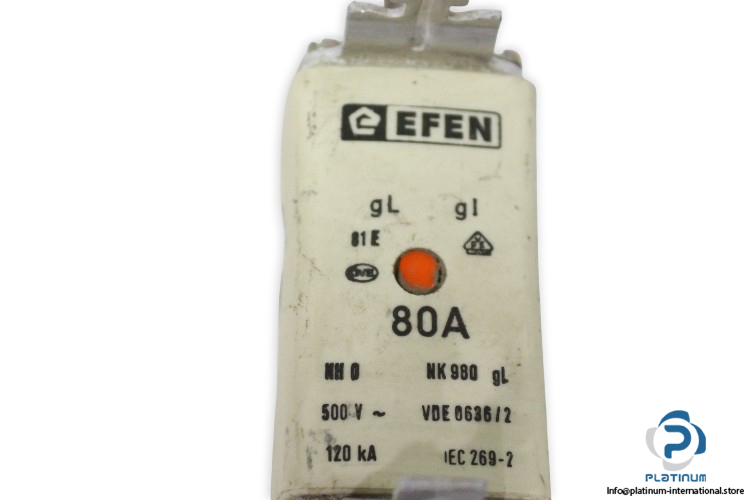 EFEN
gL gI
81 E
ÖVE
80A
NH 0 NK 980 gL
500 V ~ VDE 0636/2
120 kA IEC 269-2
PLATINUM
Info@platinum-international.store